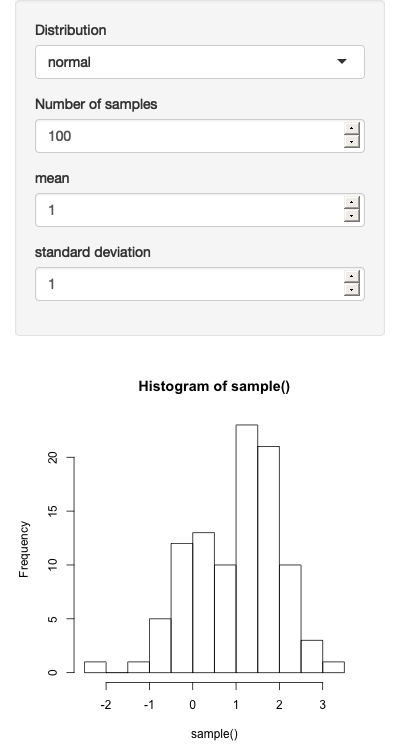 Distribution
normal
Number of samples
100
mean
1
standard deviation
1
Histogram of sample()
Frequency
20
15
10
5
0
-2 -1 0 1 2 3
sample()